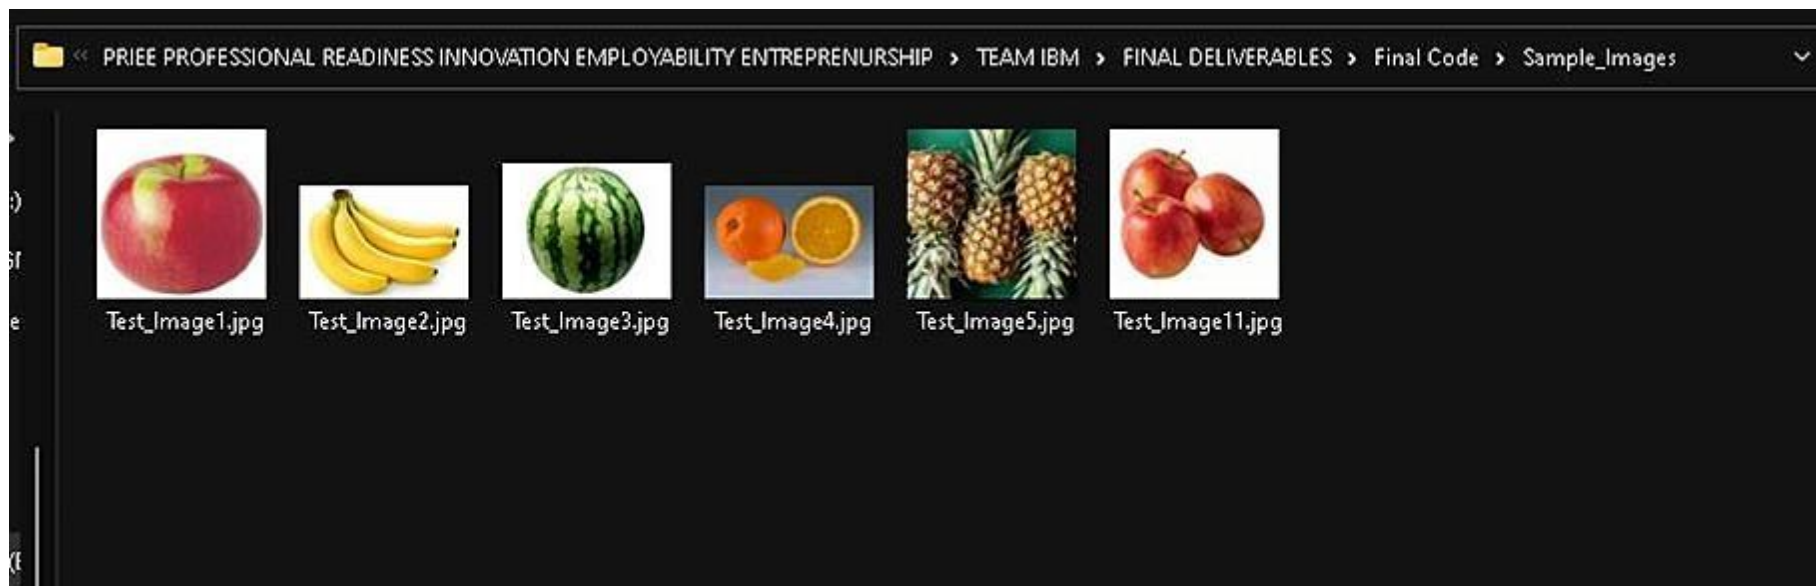 « PRIEE PROFESSIONAL READINESS INNOVATION EMPLOYABILITY ENTREPRENURSHIP > TEAM IBM > FINAL DELIVERABLES > Final Code > Sample_Images
Test_Image1.jpg Test_Image2.jpg Test_Image3.jpg Test_Image4.jpg Test_Image5.jpg Test_Image11.jpg